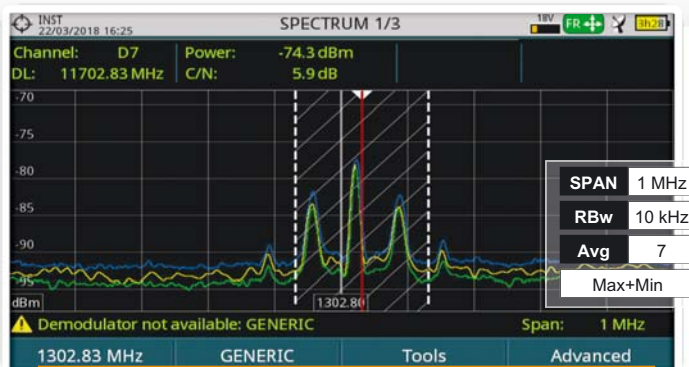 INST
22/03/2018 16:25
SPECTRUM 1/3
18V FR 3h28
Channel: D7 Power: -74.3 dBm
DL: 11702.83 MHz C/N: 5.9 dB
-70
-75
-80
-85
-90
-95
SPAN 1 MHz
RBw 10 kHz
Avg 7
Max+Min
dBm 1302.80
Demodulator not available: GENERIC Span: 1 MHz
1302.83 MHz GENERIC Tools Advanced